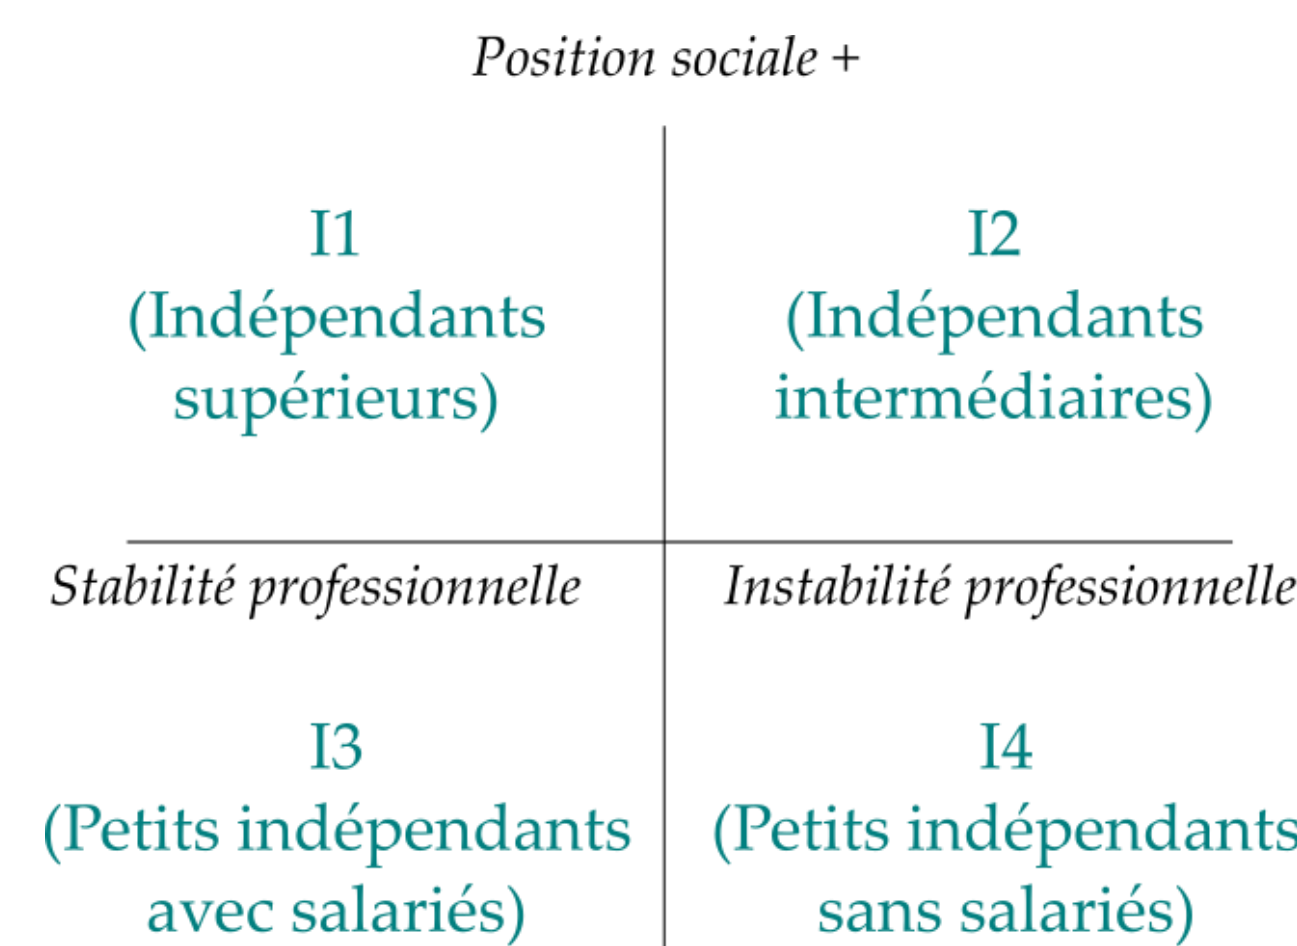 Position sociale +
I1
(Indépendants
supérieurs)
I2
(Indépendants
intermédiaires)
Stabilité professionnelle
Instabilité professionnelle
I3
(Petits indépendants
avec salariés)
I4
(Petits indépendants
sans salariés)